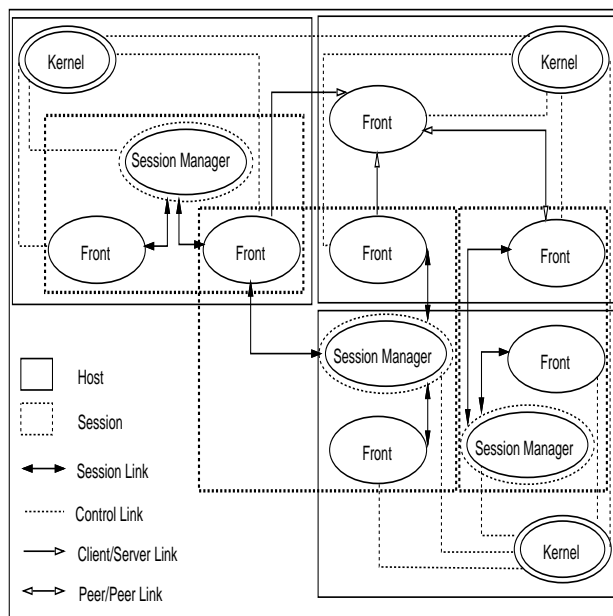 Kernel
Kernel
Front
Session Manager
Front
Front
Front
Front
Session Manager
Front
Host
Session
Front
Session Manager
Session Link
Control Link
Kernel
Client/Server Link
Peer/Peer Link